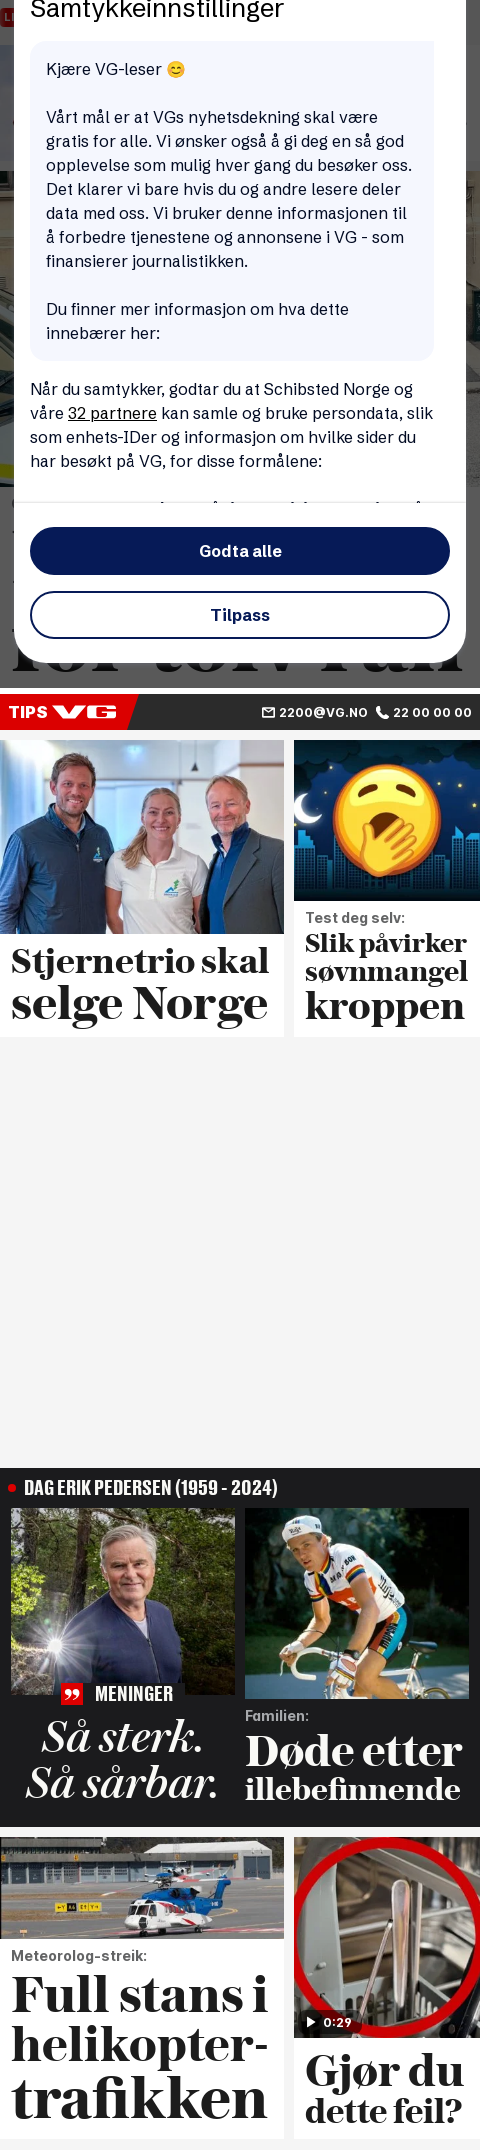 Samtykkeinnstillinger
Kjære VG-leser 😊
Vårt mål er at VGs nyhetsdekning skal være
gratis for alle. Vi ønsker også å gi deg en så god
opplevelse som mulig hver gang du besøker oss.
Det klarer vi bare hvis du og andre lesere deler
data med oss. Vi bruker denne informasjonen til
å forbedre tjenestene og annonsene i VG - som
finansierer journalistikken.
Du finner mer informasjon om hva dette
innebærer her:
Når du samtykker, godtar du at Schibsted Norge og
våre 32 partnere kan samle og bruke persondata, slik
som enhets-IDer og informasjon om hvilke sider du
har besøkt på VG, for disse formålene:
Godta alle
Tilpass
TIPS VG
2200@VG.NO 22 00 00 00
Stjernetrio skal
selge Norge
Test deg selv:
Slik påvirker
søvnmangel
kroppen
DAG ERIK PEDERSEN (1959 - 2024)
MENINGER
Så sterk.
Så sårbar.
Familien:
Døde etter
illebefinnende
Meteorolog-streik:
Full stans i
helikopter-
trafikken
0:29
Gjør du
dette feil?